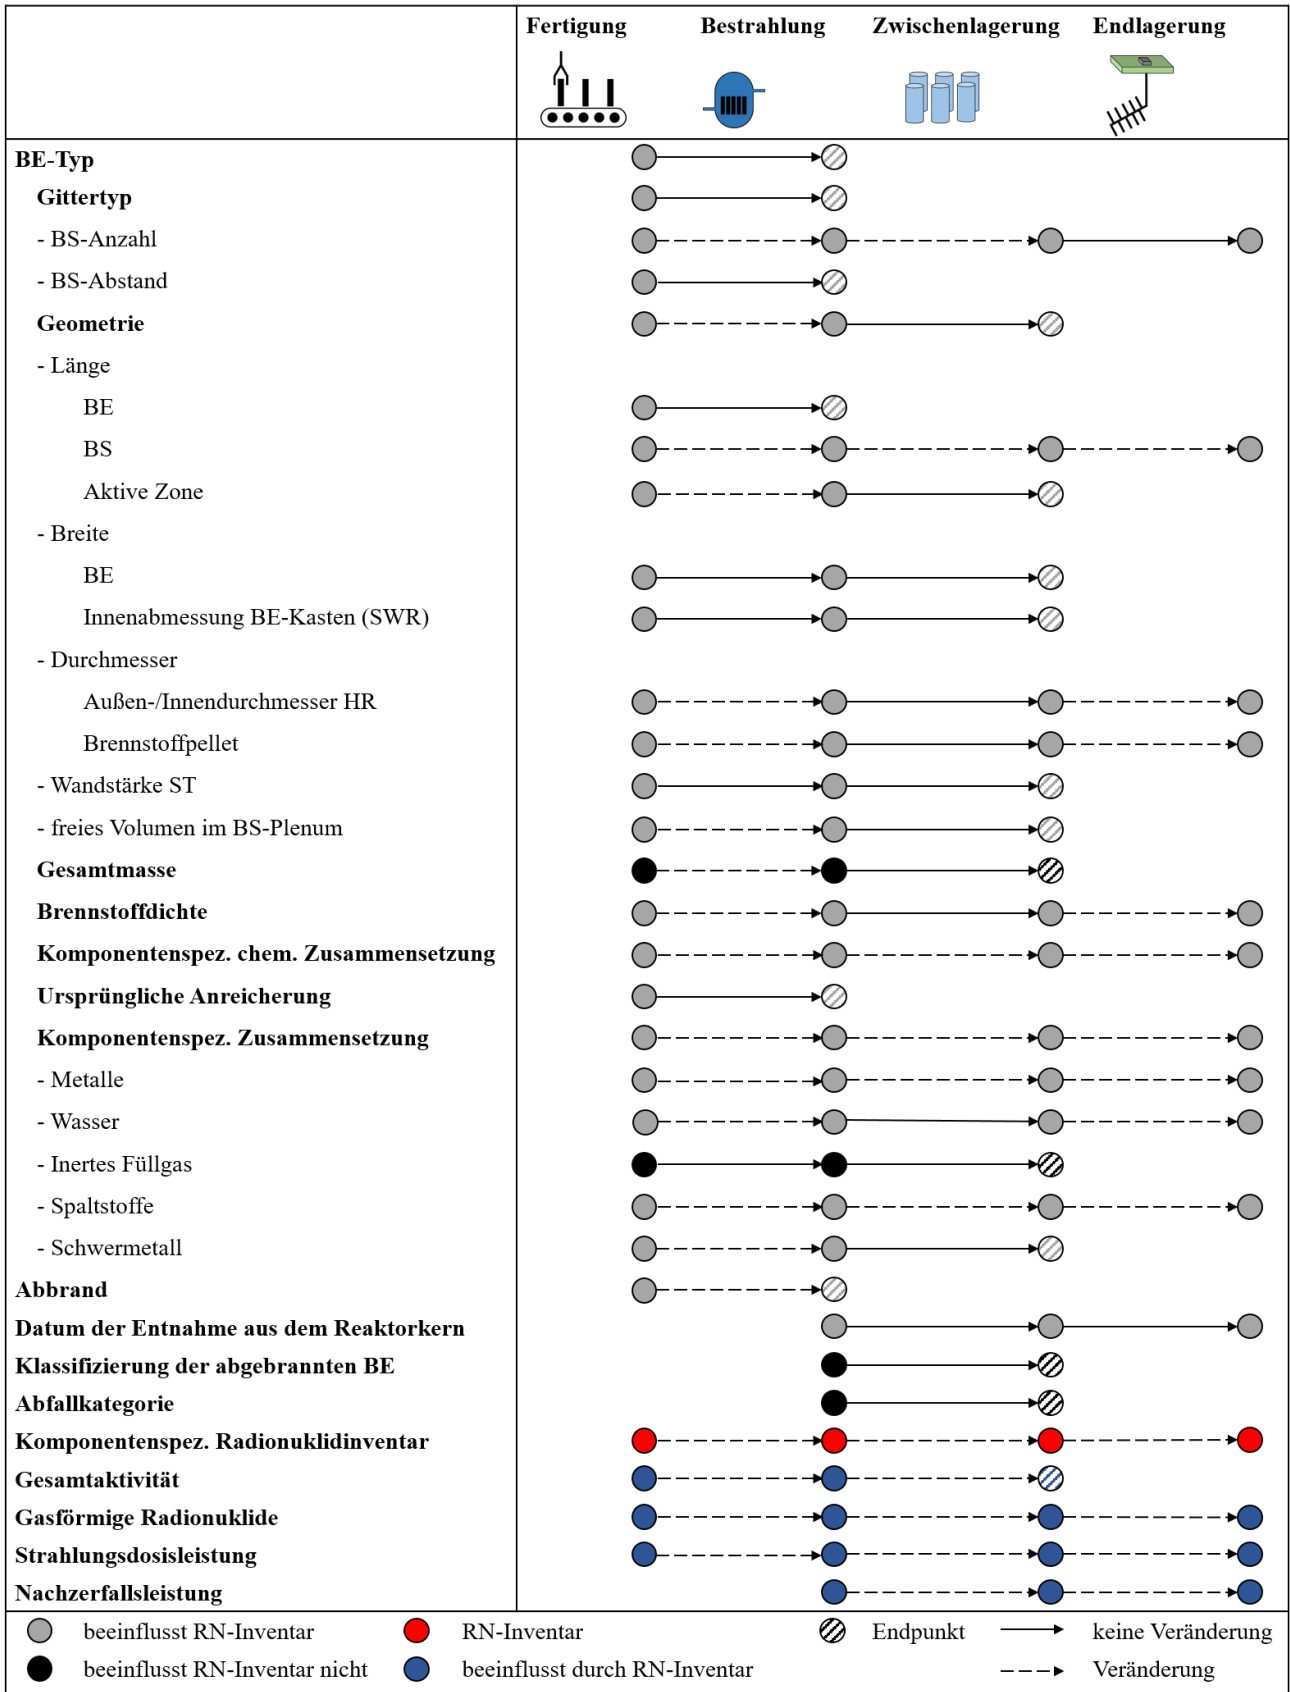 Fertigung Bestrahlung Zwischenlagerung Endlagerung
BE-Typ
Gittertyp
- BS-Anzahl
- BS-Abstand
Geometrie
- Länge
BE
BS
Aktive Zone
- Breite
BE
Innenabmessung BE-Kasten (SWR)
- Durchmesser
Außen-/Innendurchmesser HR
Brennstoffpellet
- Wandstärke ST
- freies Volumen im BS-Plenum
Gesamtmasse
Brennstoffdichte
Komponentenspez. chem. Zusammensetzung
Ursprüngliche Anreicherung
Komponentenspez. Zusammensetzung
- Metalle
- Wasser
- Inertes Füllgas
- Spaltstoffe
- Schwermetall
Abbrand
Datum der Entnahme aus dem Reaktorkern
Klassifizierung der abgebrannten BE
Abfallkategorie
Komponentenspez. Radionuklidinventar
Gesamtaktivität
Gasförmige Radionuklide
Strahlungsdosisleistung
Nachzerfallsleistung
beeinflusst RN-Inventar RN-Inventar Endpunkt keine Veränderung
beeinflusst RN-Inventar nicht beeinflusst durch RN-Inventar Veränderung